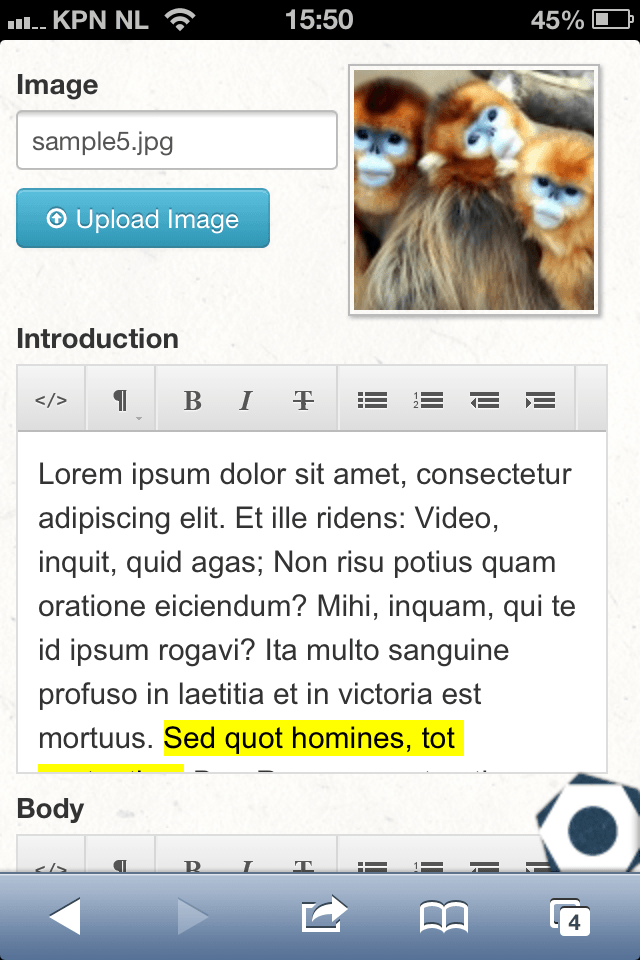 KPN NL 15:50 45%
Image
sample5.jpg
Upload Image
Introduction
</> ¶ B I T 1 2
Lorem ipsum dolor sit amet, consectetur
adipiscing elit. Et ille ridens: Video,
inquit, quid agas; Non risu potius quam
oratione eiciendum? Mihi, inquam, qui te
id ipsum rogavi? Ita multo sanguine
profuso in laetitia et in victoria est
mortuus. Sed quot homines, tot
Body
</> ¶ B I T
4